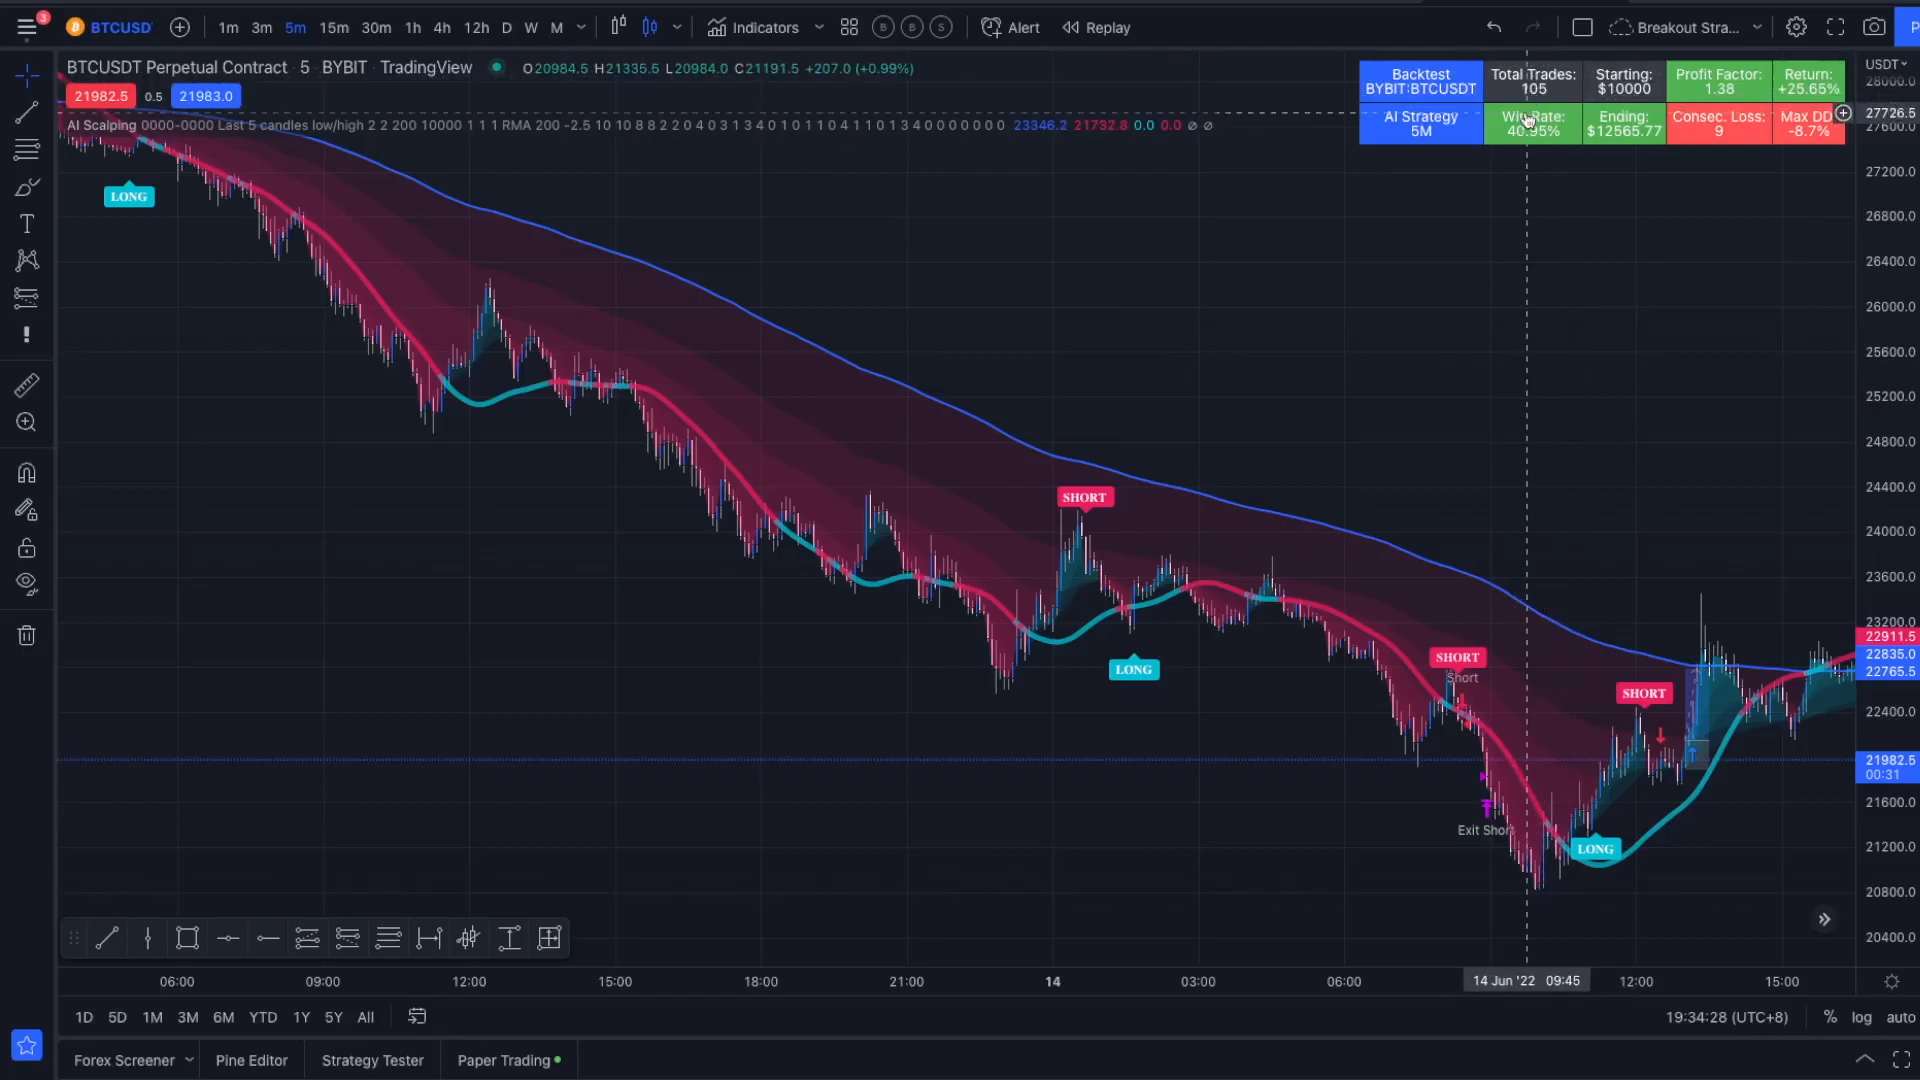 3
BTCUSD
1m 3m 5m 15m 30m 1h 4h 12h D W M
Indicators
B B S
Alert
Replay
Breakout Stra...
BTCUSDT Perpetual Contract · 5 · BYBIT · TradingView
O20984.5 H21335.5 L20984.0 C21191.5 +207.0 (+0.99%)
21982.5 0.5 21983.0
AI Scalping 0000-0000 Last 5 candles low/high 2 2 200 10000 1 1 1 RMA 200 -2.5 10 10 8 8 2 2 0 4 0 3 1 3 4 0 1 0 1 1 0 4 1 1 0 1 3 4 0 0 0 0 0 0 0 23346.2 21732.8 0.0 0.0 ∅ ∅
Backtest
BYBIT:BTCUSDT
Total Trades:
105
Starting:
$10000
Profit Factor:
1.38
Return:
+25.65%
AI Strategy
5M
Win Rate:
40.95%
Ending:
$12565.77
Consec. Loss:
9
Max DD
-8.7%
USDT
28000.0
27726.5
27600.0
27200.0
26800.0
26400.0
26000.0
25600.0
25200.0
24800.0
24400.0
24000.0
23600.0
23200.0
22911.5
22835.0
22765.5
22400.0
21982.5
00:31
21600.0
21200.0
20800.0
20400.0
LONG
SHORT
LONG
SHORT
Short
Exit Short
SHORT
LONG
06:00 09:00 12:00 15:00 18:00 21:00 14 03:00 06:00 14 Jun '22 09:45 12:00 15:00
1D 5D 1M 3M 6M YTD 1Y 5Y All
19:34:28 (UTC+8) % log auto
Forex Screener Pine Editor Strategy Tester Paper Trading